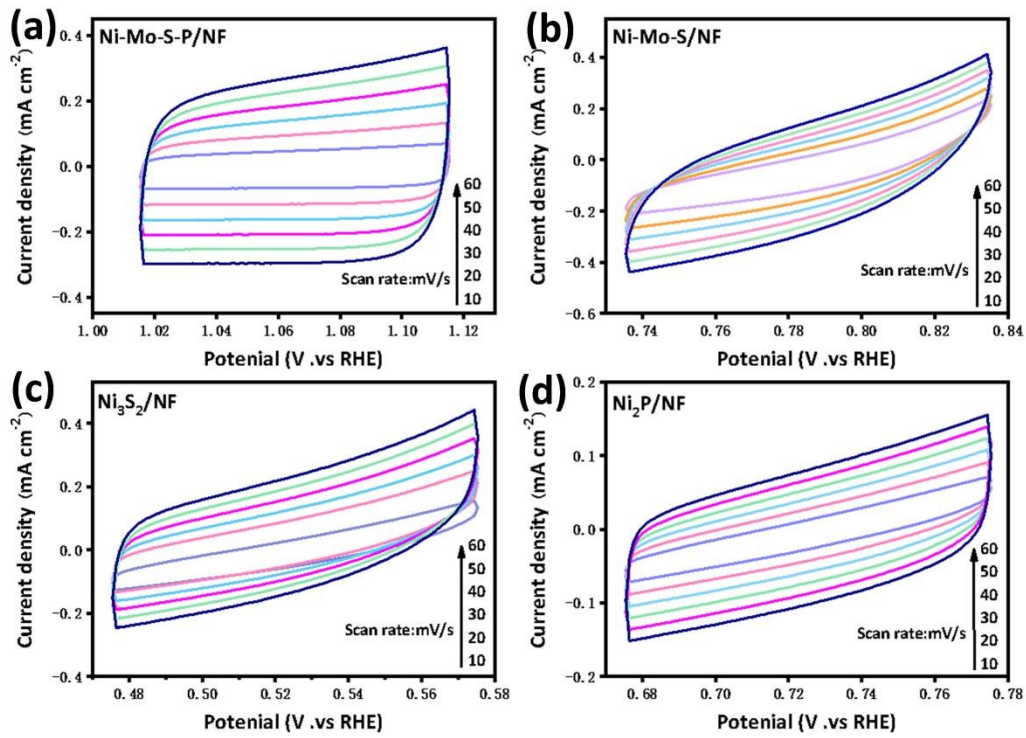 (a)
Ni-Mo-S-P/NF
Current density (mA cm⁻²)
0.4
0.2
0.0
−0.2
−0.4
60
50
40
30
20
10
Scan rate:mV/s
1.00 1.02 1.04 1.06 1.08 1.10 1.12
Potenial (V .vs RHE)
(b)
Ni-Mo-S/NF
Current density (mA cm⁻²)
0.4
0.2
0.0
−0.2
−0.4
−0.6
60
50
40
30
20
10
Scan rate:mV/s
0.74 0.76 0.78 0.80 0.82 0.84
Potenial (V .vs RHE)
(c)
Ni₃S₂/NF
Current density (mA cm⁻²)
0.4
0.2
0.0
−0.2
−0.4
60
50
40
30
20
10
Scan rate:mV/s
0.48 0.50 0.52 0.54 0.56 0.58
Potenial (V .vs RHE)
(d)
Ni₂P/NF
Current density (mA cm⁻²)
0.2
0.1
0.0
−0.1
−0.2
60
50
40
30
20
10
Scan rate:mV/s
0.68 0.70 0.72 0.74 0.76 0.78
Potenial (V .vs RHE)